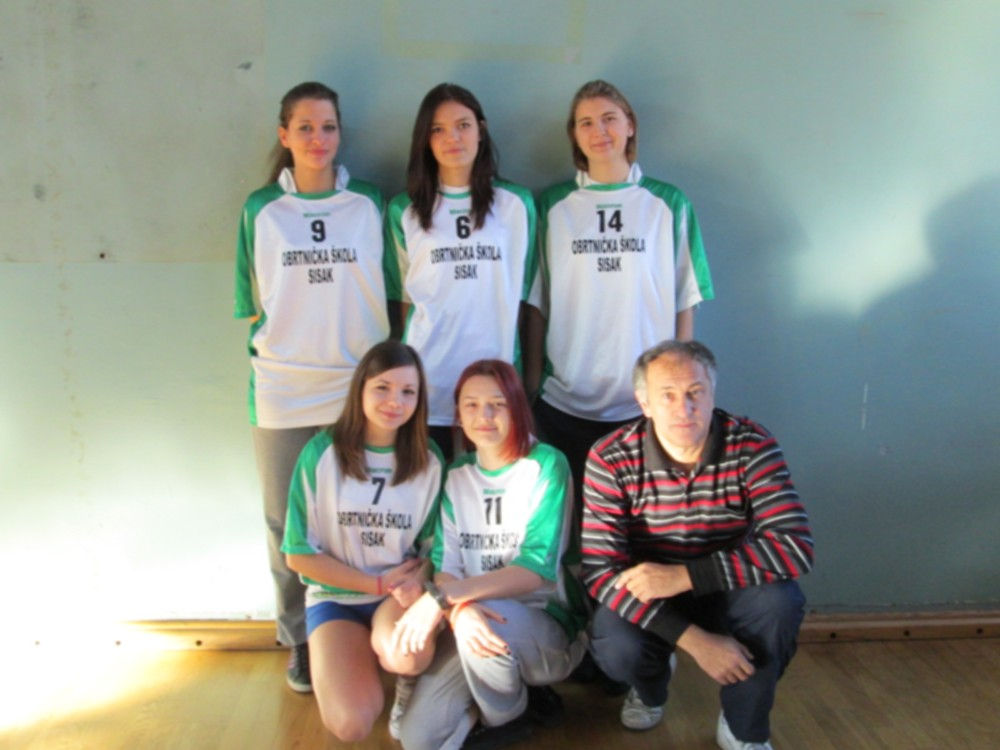 9
OBRTNIČKA ŠKOLA
SISAK
6
OBRTNIČKA ŠKOLA
SISAK
14
OBRTNIČKA ŠKOLA
SISAK
7
OBRTNIČKA ŠKOLA
SISAK
11
OBRTNIČKA ŠKOLA
SISAK